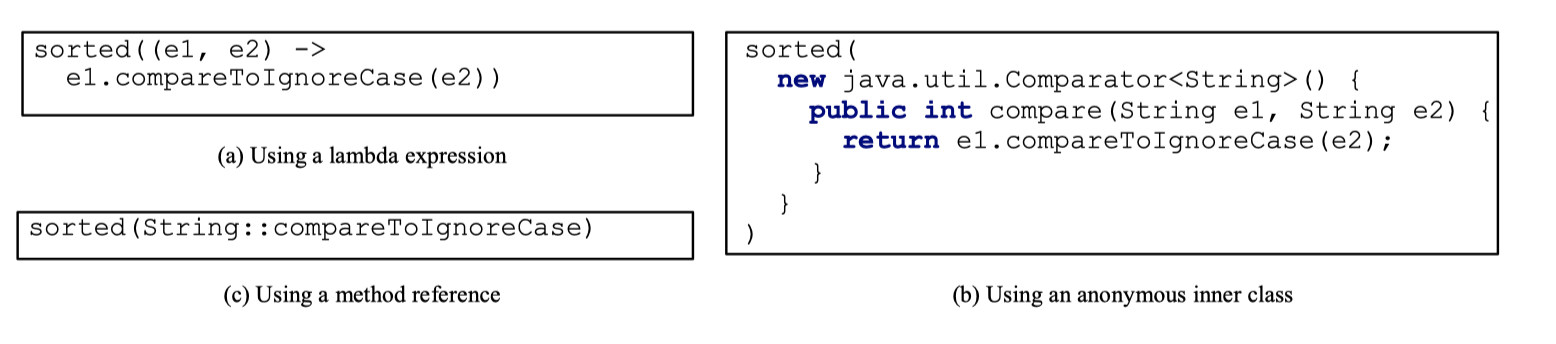 sorted((e1, e2) ->
e1.compareToIgnoreCase(e2))
(a) Using a lambda expression
sorted(String::compareToIgnoreCase)
(c) Using a method reference
sorted(
new java.util.Comparator<String>() {
public int compare(String e1, String e2) {
return e1.compareToIgnoreCase(e2);
}
}
)
(b) Using an anonymous inner class